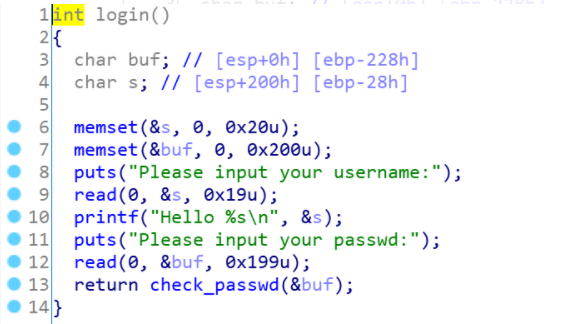 1 int login()
2 {
3 char buf; // [esp+0h] [ebp-228h]
4 char s; // [esp+200h] [ebp-28h]
5
6 memset(&s, 0, 0x20u);
7 memset(&buf, 0, 0x200u);
8 puts("Please input your username:");
9 read(0, &s, 0x19u);
10 printf("Hello %s\n", &s);
11 puts("Please input your passwd:");
12 read(0, &buf, 0x199u);
13 return check_passwd(&buf);
14 }